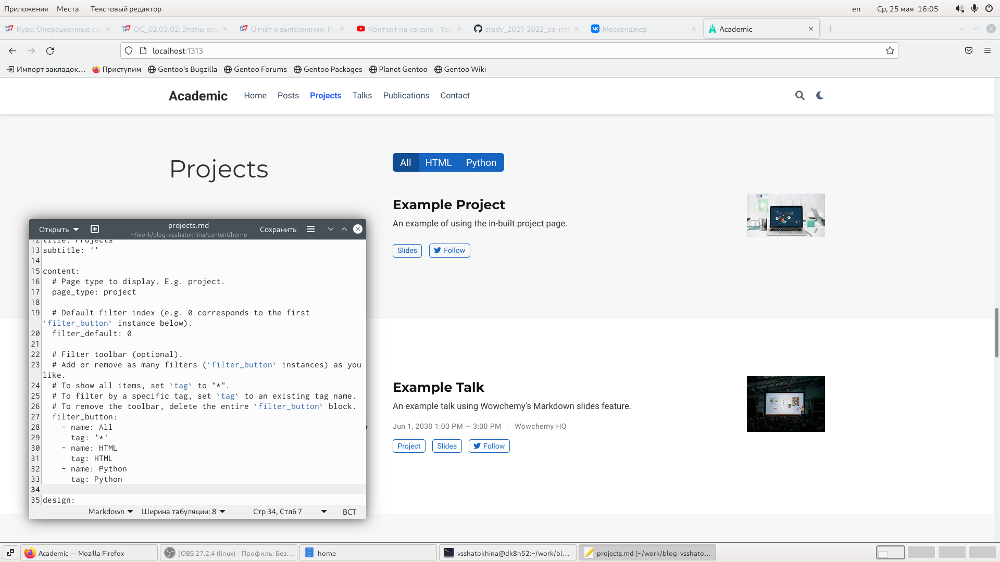 Приложения Места Текстовый редактор en Ср, 25 мая 16:05
Курс: Операционные си ОС_02.03.02: Этапы реа Отчёт о выполнении. И Контент на канале - You study_2021-2022_os-intr Мессенджер Academic
localhost:1313
Импорт закладок… Приступим Gentoo's Bugzilla Gentoo Forums Gentoo Packages Planet Gentoo Gentoo Wiki
Academic Home Posts Projects Talks Publications Contact
Projects
All HTML Python
Example Project
An example of using the in-built project page.
Slides Follow
Example Talk
An example talk using Wowchemy’s Markdown slides feature.
Jun 1, 2030 1:00 PM — 3:00 PM · Wowchemy HQ
Project Slides Follow
Открыть projects.md Сохранить
~/work/blog-vsshatokhina/content/home
12 title: Projects
13 subtitle: ''
14
15 content:
16 # Page type to display. E.g. project.
17 page_type: project
18
19 # Default filter index (e.g. 0 corresponds to the first
`filter_button` instance below).
20 filter_default: 0
21
22 # Filter toolbar (optional).
23 # Add or remove as many filters (`filter_button` instances) as you
like.
24 # To show all items, set `tag` to "*".
25 # To filter by a specific tag, set `tag` to an existing tag name.
26 # To remove the toolbar, delete the entire `filter_button` block.
27 filter_button:
28 - name: All
29 tag: '*'
30 - name: HTML
31 tag: HTML
32 - name: Python
33 tag: Python
34
35 design:
Markdown Ширина табуляции: 8 Стр 34, Стлб 7 ВСТ
Academic — Mozilla Firefox [OBS 27.2.4 (linux) - Профиль: Без… home vsshatokhina@dk8n52:~/work/bl… projects.md (~/work/blog-vsshato…